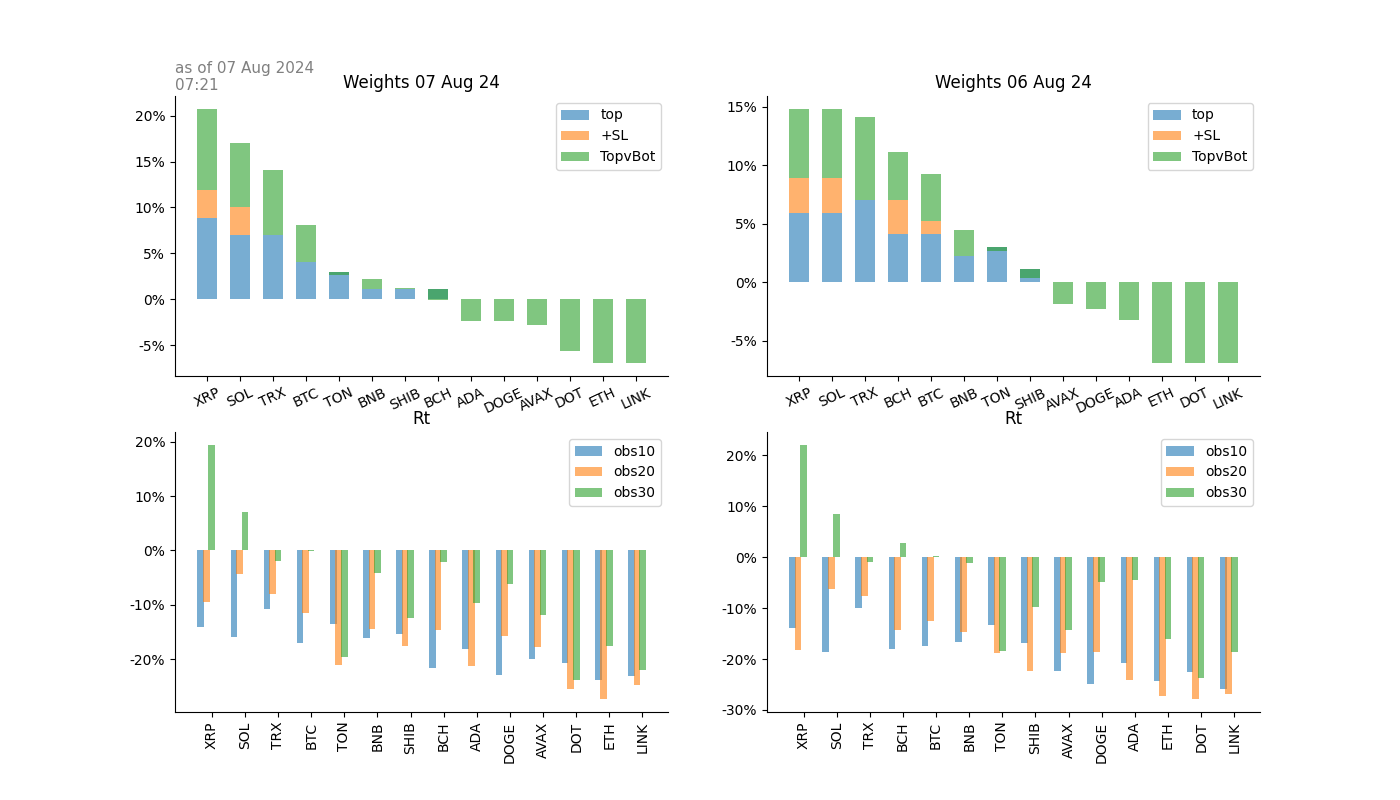 as of 07 Aug 2024
07:21
Weights 07 Aug 24
20%
15%
10%
5%
0%
-5%
top
+SL
TopvBot
XRP SOL TRX BTC TON BNB SHIB BCH ADA DOGE AVAX DOT ETH LINK
Weights 06 Aug 24
15%
10%
5%
0%
-5%
top
+SL
TopvBot
XRP SOL TRX BCH BTC BNB TON SHIB AVAX DOGE ADA ETH DOT LINK
Rt
20%
10%
0%
-10%
-20%
obs10
obs20
obs30
XRP SOL TRX BTC TON BNB SHIB BCH ADA DOGE AVAX DOT ETH LINK
Rt
20%
10%
0%
-10%
-20%
-30%
obs10
obs20
obs30
XRP SOL TRX BCH BTC BNB TON SHIB AVAX DOGE ADA ETH DOT LINK